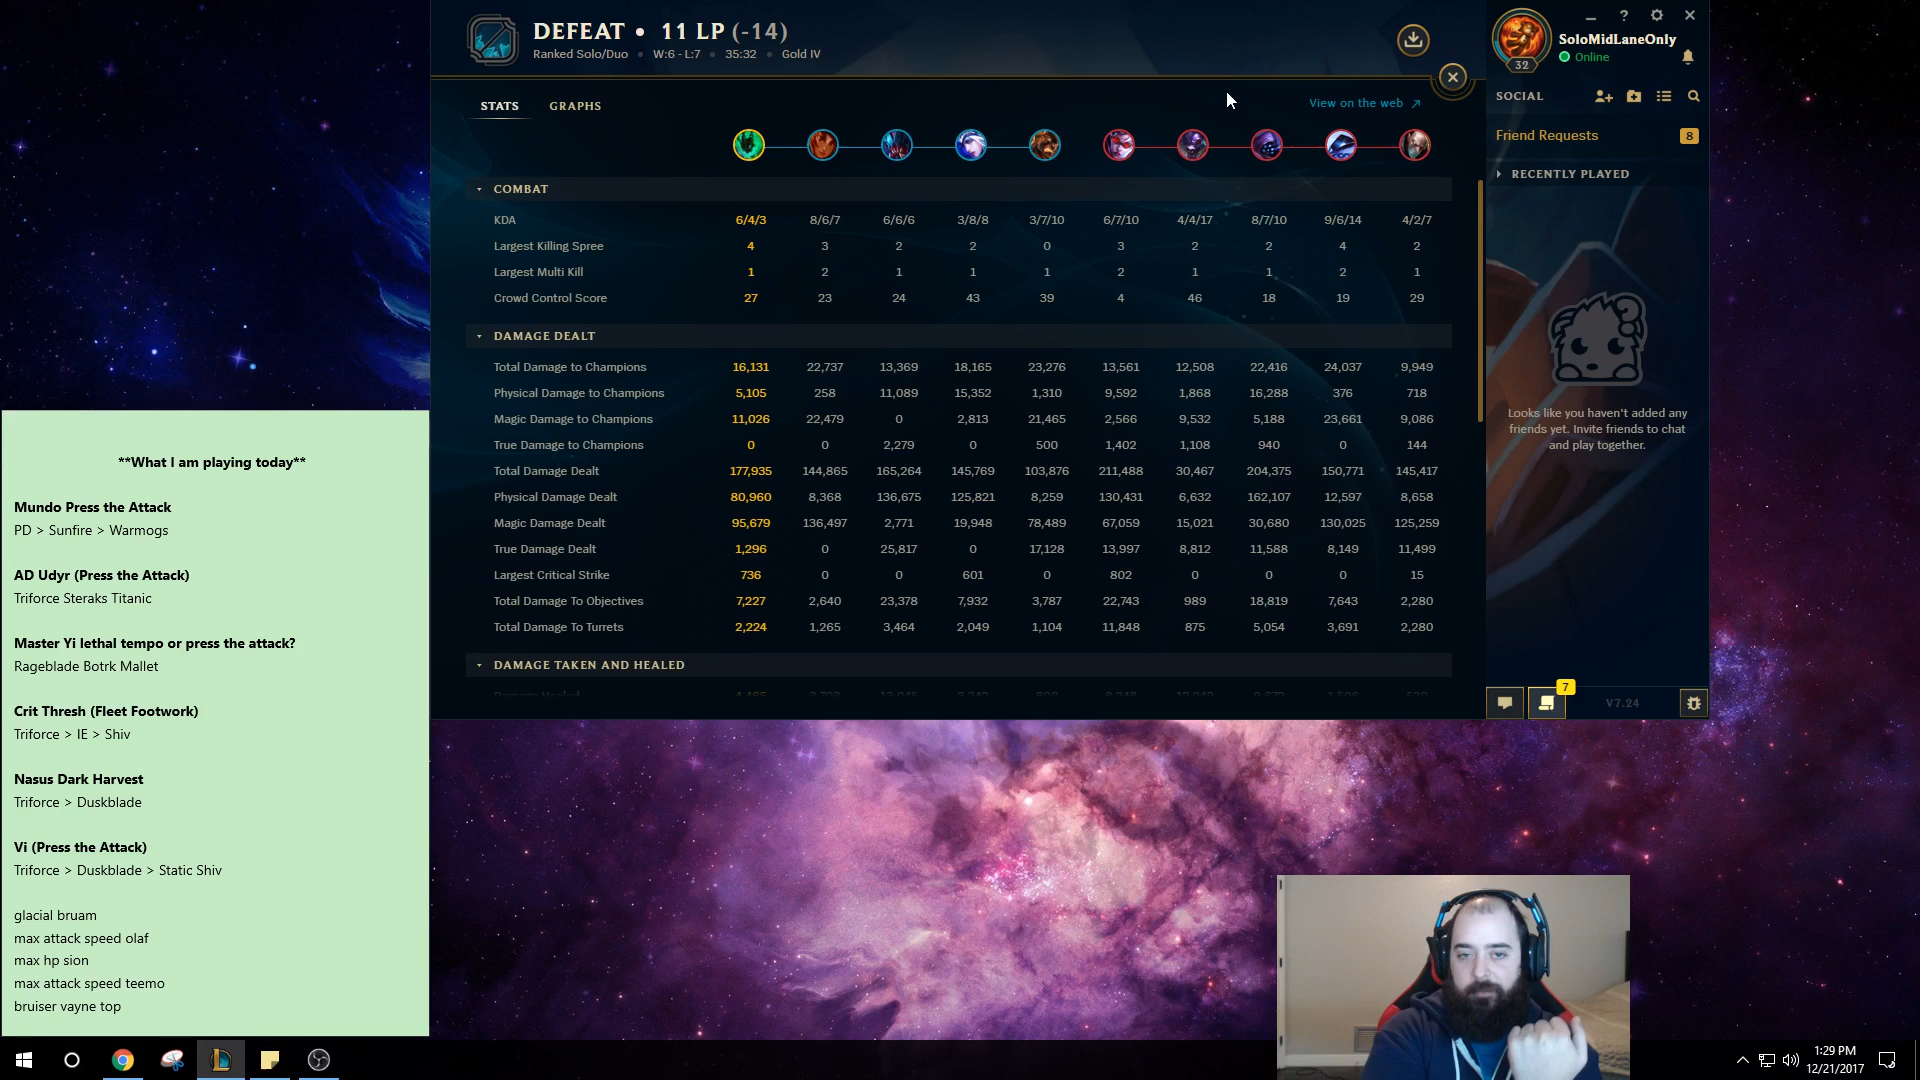 DEFEAT • 11 LP (-14)
Ranked Solo/Duo • W:6 - L:7 • 35:32 • Gold IV
32
SoloMidLaneOnly
Online
STATS GRAPHS
View on the web
SOCIAL
Friend Requests 8
RECENTLY PLAYED
COMBAT
KDA 6/4/3 8/6/7 6/6/6 3/8/8 3/7/10 6/7/10 4/4/17 8/7/10 9/6/14 4/2/7
Largest Killing Spree 4 3 2 2 0 3 2 2 4 2
Largest Multi Kill 1 2 1 1 1 2 1 1 2 1
Crowd Control Score 27 23 24 43 39 4 46 18 19 29
DAMAGE DEALT
Total Damage to Champions 16,131 22,737 13,369 18,165 23,276 13,561 12,508 22,416 24,037 9,949
Physical Damage to Champions 5,105 258 11,089 15,352 1,310 9,592 1,868 16,288 376 718
Magic Damage to Champions 11,026 22,479 0 2,813 21,465 2,566 9,532 5,188 23,661 9,086
True Damage to Champions 0 0 2,279 0 500 1,402 1,108 940 0 144
Total Damage Dealt 177,935 144,865 165,264 145,769 103,876 211,488 30,467 204,375 150,771 145,417
Physical Damage Dealt 80,960 8,368 136,675 125,821 8,259 130,431 6,632 162,107 12,597 8,658
Magic Damage Dealt 95,679 136,497 2,771 19,948 78,489 67,059 15,021 30,680 130,025 125,259
True Damage Dealt 1,296 0 25,817 0 17,128 13,997 8,812 11,588 8,149 11,499
Largest Critical Strike 736 0 0 601 0 802 0 0 0 15
Total Damage To Objectives 7,227 2,640 23,378 7,932 3,787 22,743 989 18,819 7,643 2,280
Total Damage To Turrets 2,224 1,265 3,464 2,049 1,104 11,848 875 5,054 3,691 2,280
DAMAGE TAKEN AND HEALED
Looks like you haven't added any
friends yet. Invite friends to chat
and play together.
7
V7.24
**What I am playing today**
Mundo Press the Attack
PD > Sunfire > Warmogs
AD Udyr (Press the Attack)
Triforce Steraks Titanic
Master Yi lethal tempo or press the attack?
Rageblade Botrk Mallet
Crit Thresh (Fleet Footwork)
Triforce > IE > Shiv
Nasus Dark Harvest
Triforce > Duskblade
Vi (Press the Attack)
Triforce > Duskblade > Static Shiv
glacial bruam
max attack speed olaf
max hp sion
max attack speed teemo
bruiser vayne top
1:29 PM
12/21/2017